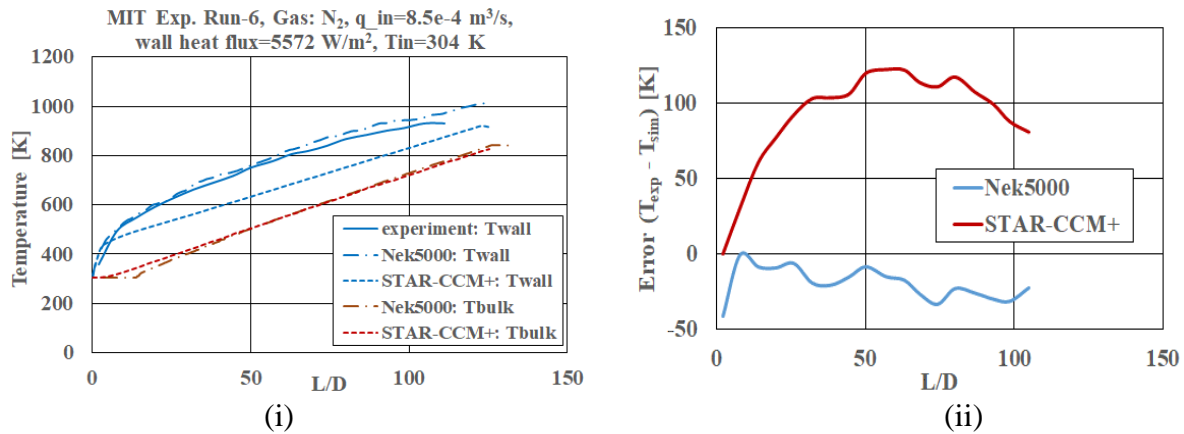 MIT Exp. Run-6, Gas: N₂, q_in=8.5e-4 m³/s,
wall heat flux=5572 W/m², Tin=304 K
Temperature [K]
1200
1000
800
600
400
200
0
experiment: Twall
Nek5000: Twall
STAR-CCM+: Twall
Nek5000: Tbulk
STAR-CCM+: Tbulk
0
50
100
150
L/D
(i)
Error (Texp - Tsim) [K]
150
100
50
0
-50
Nek5000
STAR-CCM+
0
50
100
150
L/D
(ii)